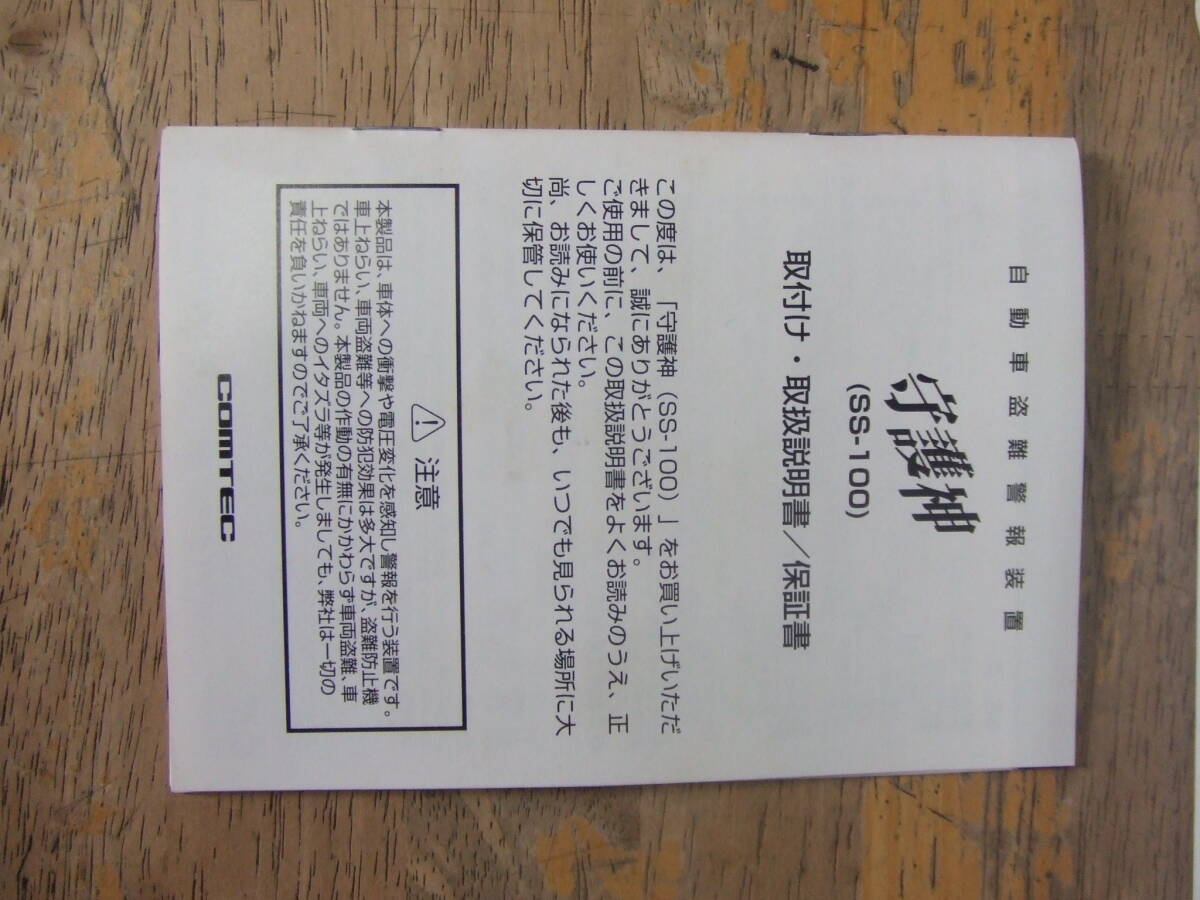 自動車盗難警報装置
守護神
(SS-100)
取付け・取扱説明書／保証書
この度は、「守護神（SS-100）」をお買い上げいただ
きまして、誠にありがとうございます。
ご使用の前に、この取扱説明書をよくお読みのうえ、正
しくお使いください。
尚、お読みになられた後も、いつでも見られる場所に大
切に保管してください。
注意
本製品は、車体への衝撃や電圧変化を感知し警報を行う装置です。
車上ねらい、車両盗難等への防犯効果は多大ですが、盗難防止機
ではありません。本製品の作動の有無にかかわらず車両盗難、車
上ねらい、車両へのイタズラ等が発生しましても、弊社は一切の
責任を負いかねますのでご了承ください。
COMTEC